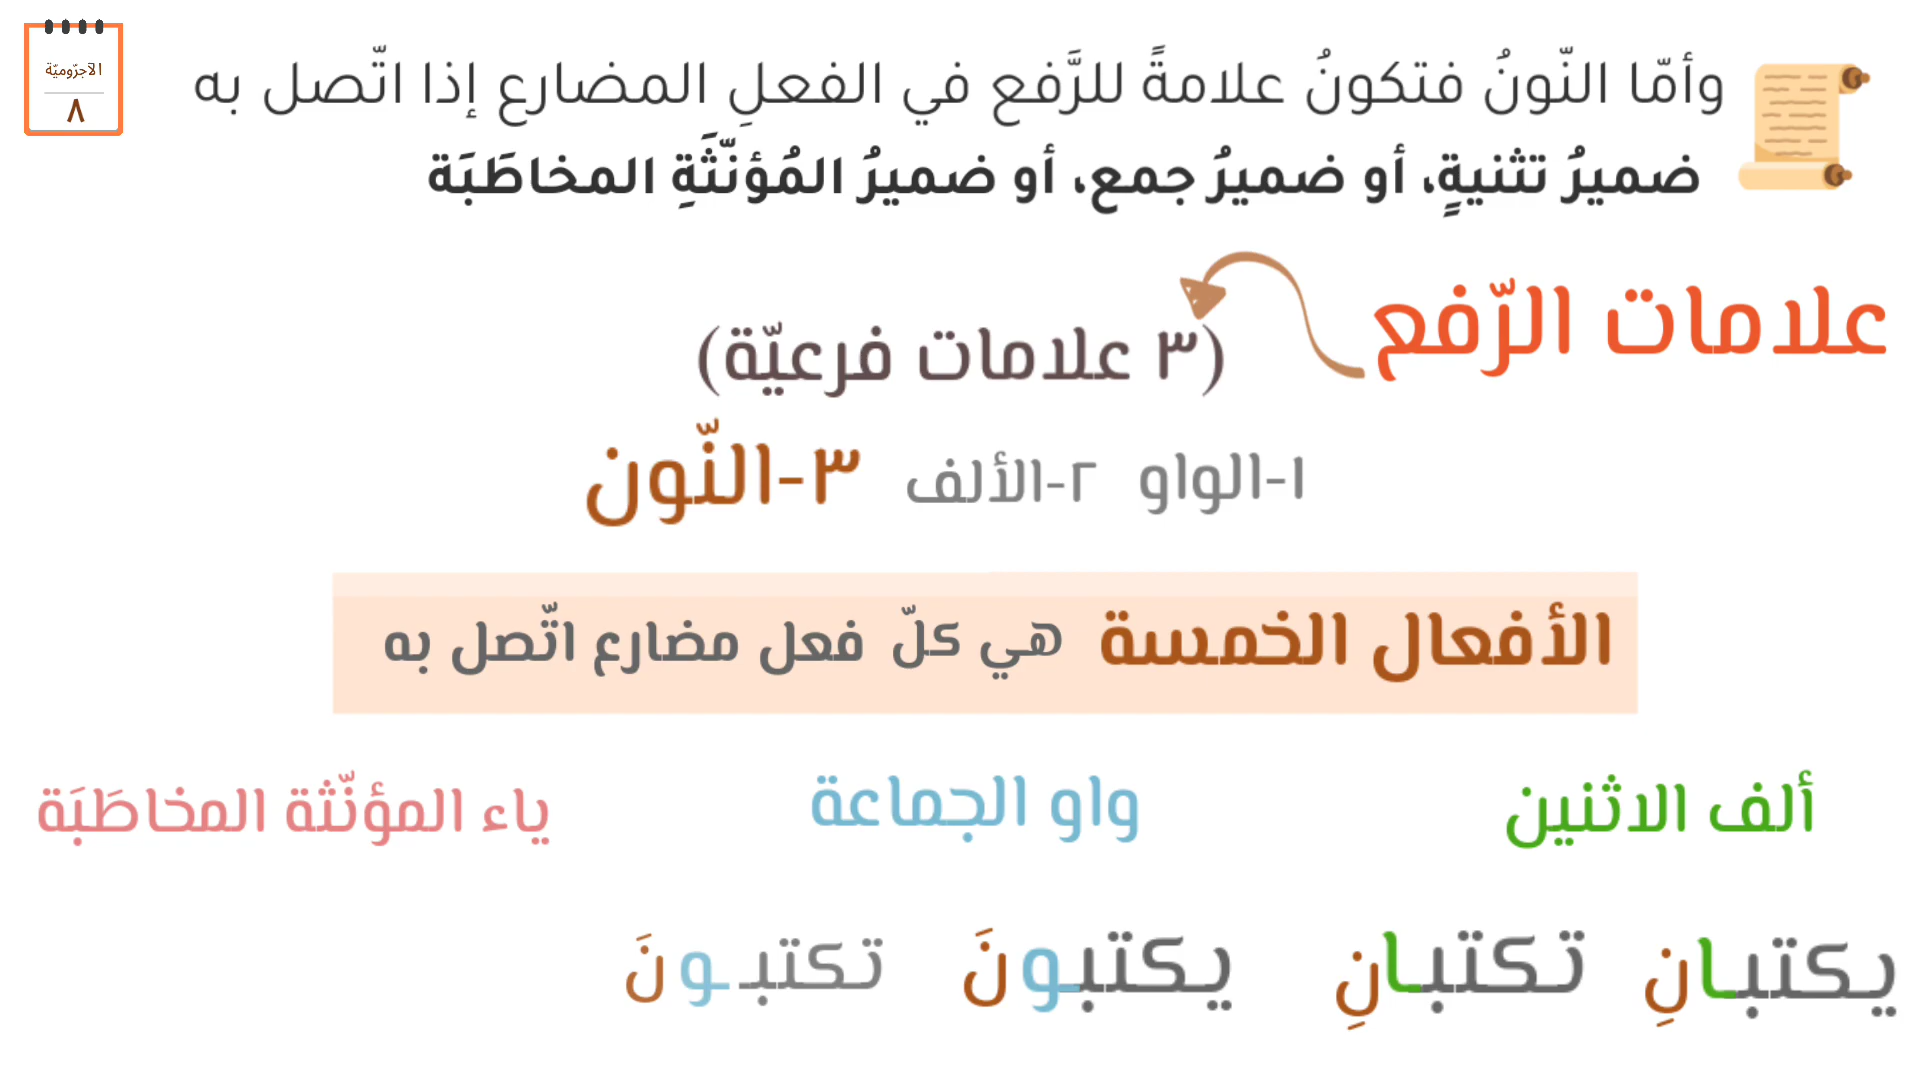 الآجرّوميّة
٨
وأمّا النّونُ فتكونُ علامةً للرَّفع في الفعلِ المضارع إذا اتّصل به
ضميرُ تثنيةٍ، أو ضميرُ جمع، أو ضميرُ المُؤنّثَةِ المخاطَبَة
علامات الرّفع
(٣ علامات فرعيّة)
١-الواو ٢-الألف ٣-النّون
الأفعال الخمسة هي كلّ فعل مضارع اتّصل به
ألف الاثنين واو الجماعة ياء المؤنّثة المخاطَبَة
يكتبانِ تكتبانِ يكتبونَ تكتبونَ